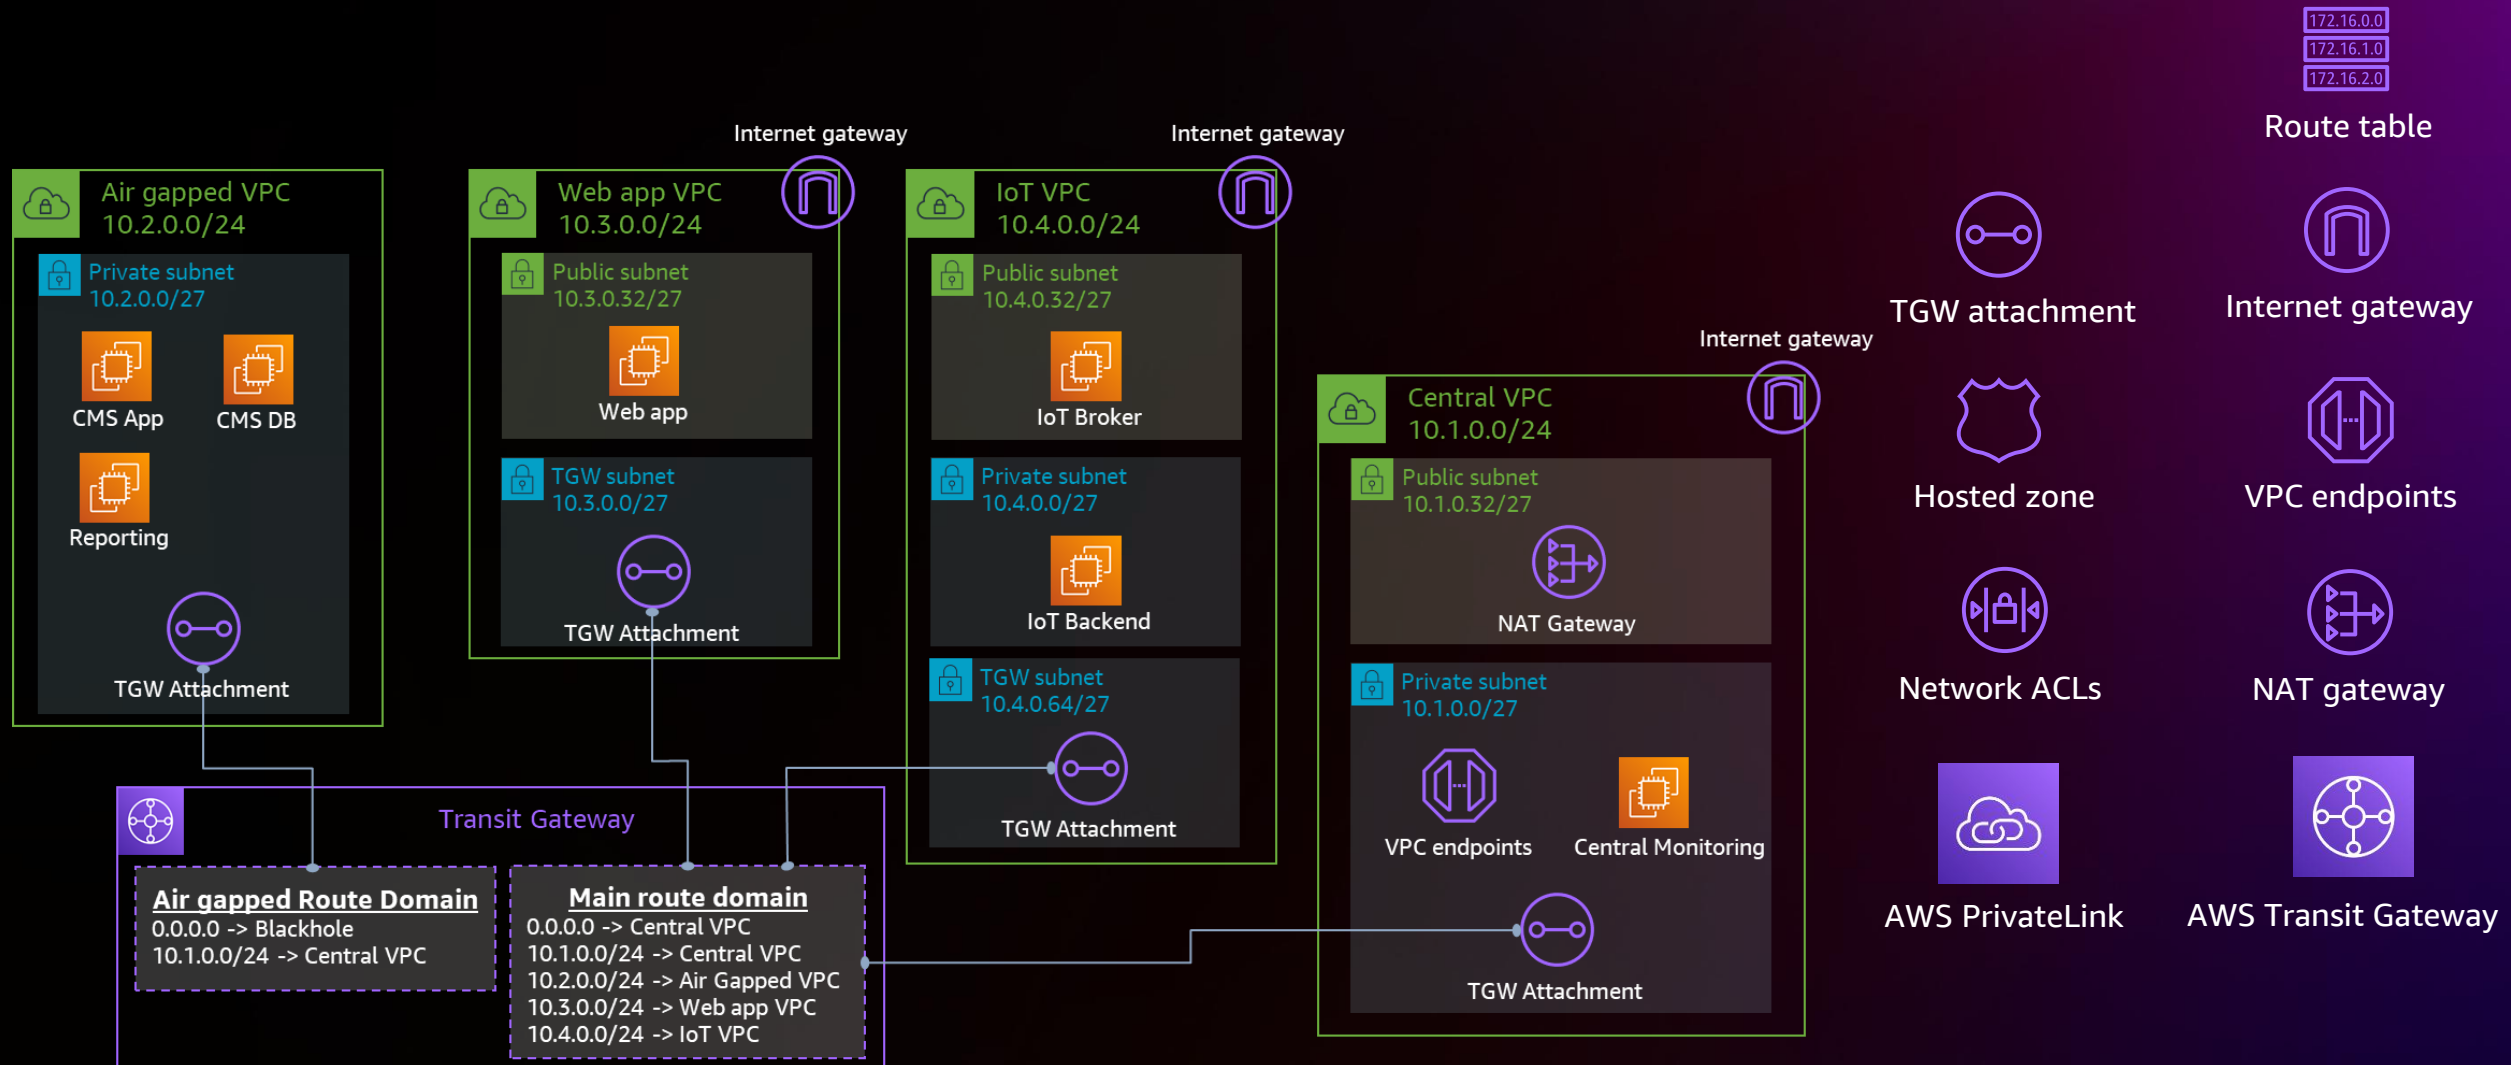 172.16.0.0
172.16.1.0
172.16.2.0
Route table
Internet gateway
Internet gateway
Air gapped VPC
10.2.0.0/24
Private subnet
10.2.0.0/27
CMS App
CMS DB
Reporting
TGW Attachment
Web app VPC
10.3.0.0/24
Public subnet
10.3.0.32/27
Web app
TGW subnet
10.3.0.0/27
TGW Attachment
IoT VPC
10.4.0.0/24
Public subnet
10.4.0.32/27
IoT Broker
Private subnet
10.4.0.0/27
IoT Backend
TGW subnet
10.4.0.64/27
TGW Attachment
Internet gateway
Central VPC
10.1.0.0/24
Public subnet
10.1.0.32/27
NAT Gateway
Private subnet
10.1.0.0/27
VPC endpoints
Central Monitoring
TGW Attachment
Transit Gateway
Air gapped Route Domain
0.0.0.0 -> Blackhole
10.1.0.0/24 -> Central VPC
Main route domain
0.0.0.0 -> Central VPC
10.1.0.0/24 -> Central VPC
10.2.0.0/24 -> Air Gapped VPC
10.3.0.0/24 -> Web app VPC
10.4.0.0/24 -> IoT VPC
TGW attachment
Internet gateway
Hosted zone
VPC endpoints
Network ACLs
NAT gateway
AWS PrivateLink
AWS Transit Gateway